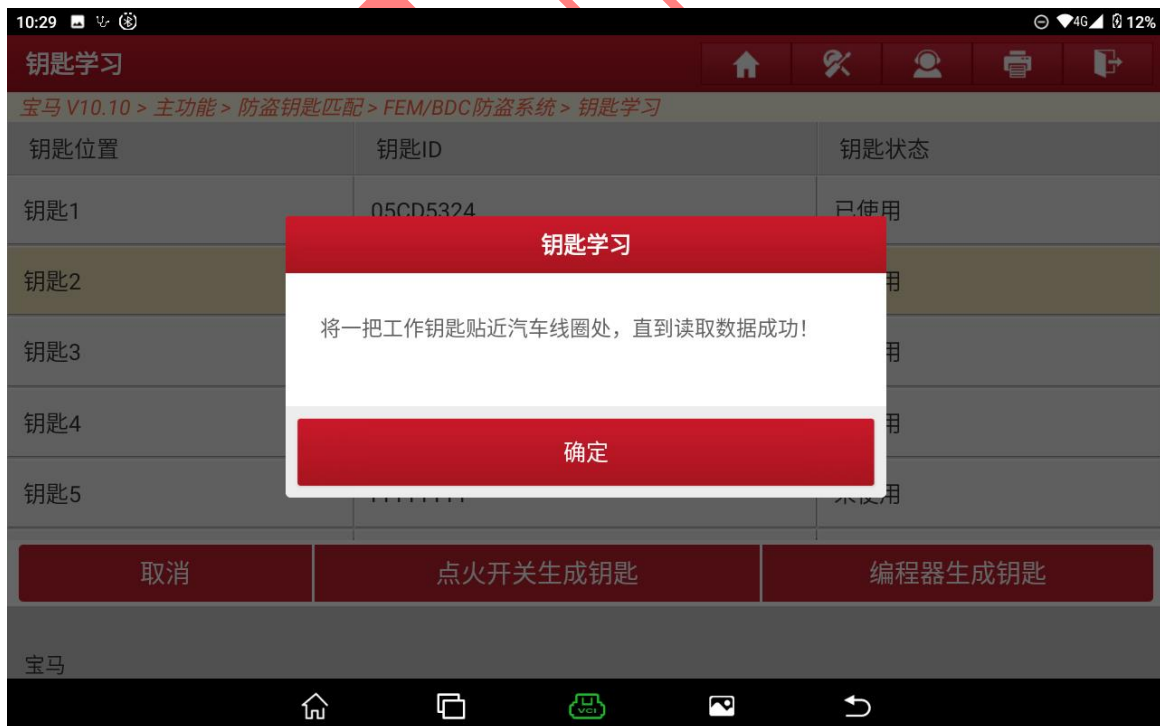 10:29 4G 12%
钥匙学习
宝马 V10.10 > 主功能 > 防盗钥匙匹配 > FEM/BDC防盗系统 > 钥匙学习
钥匙位置 钥匙ID 钥匙状态
钥匙1 05CD5324 已使用
钥匙学习
钥匙2 用
将一把工作钥匙贴近汽车线圈处，直到读取数据成功！
钥匙3 用
钥匙4 用
确定
钥匙5 未使用
取消 点火开关生成钥匙 编程器生成钥匙
宝马
VCI